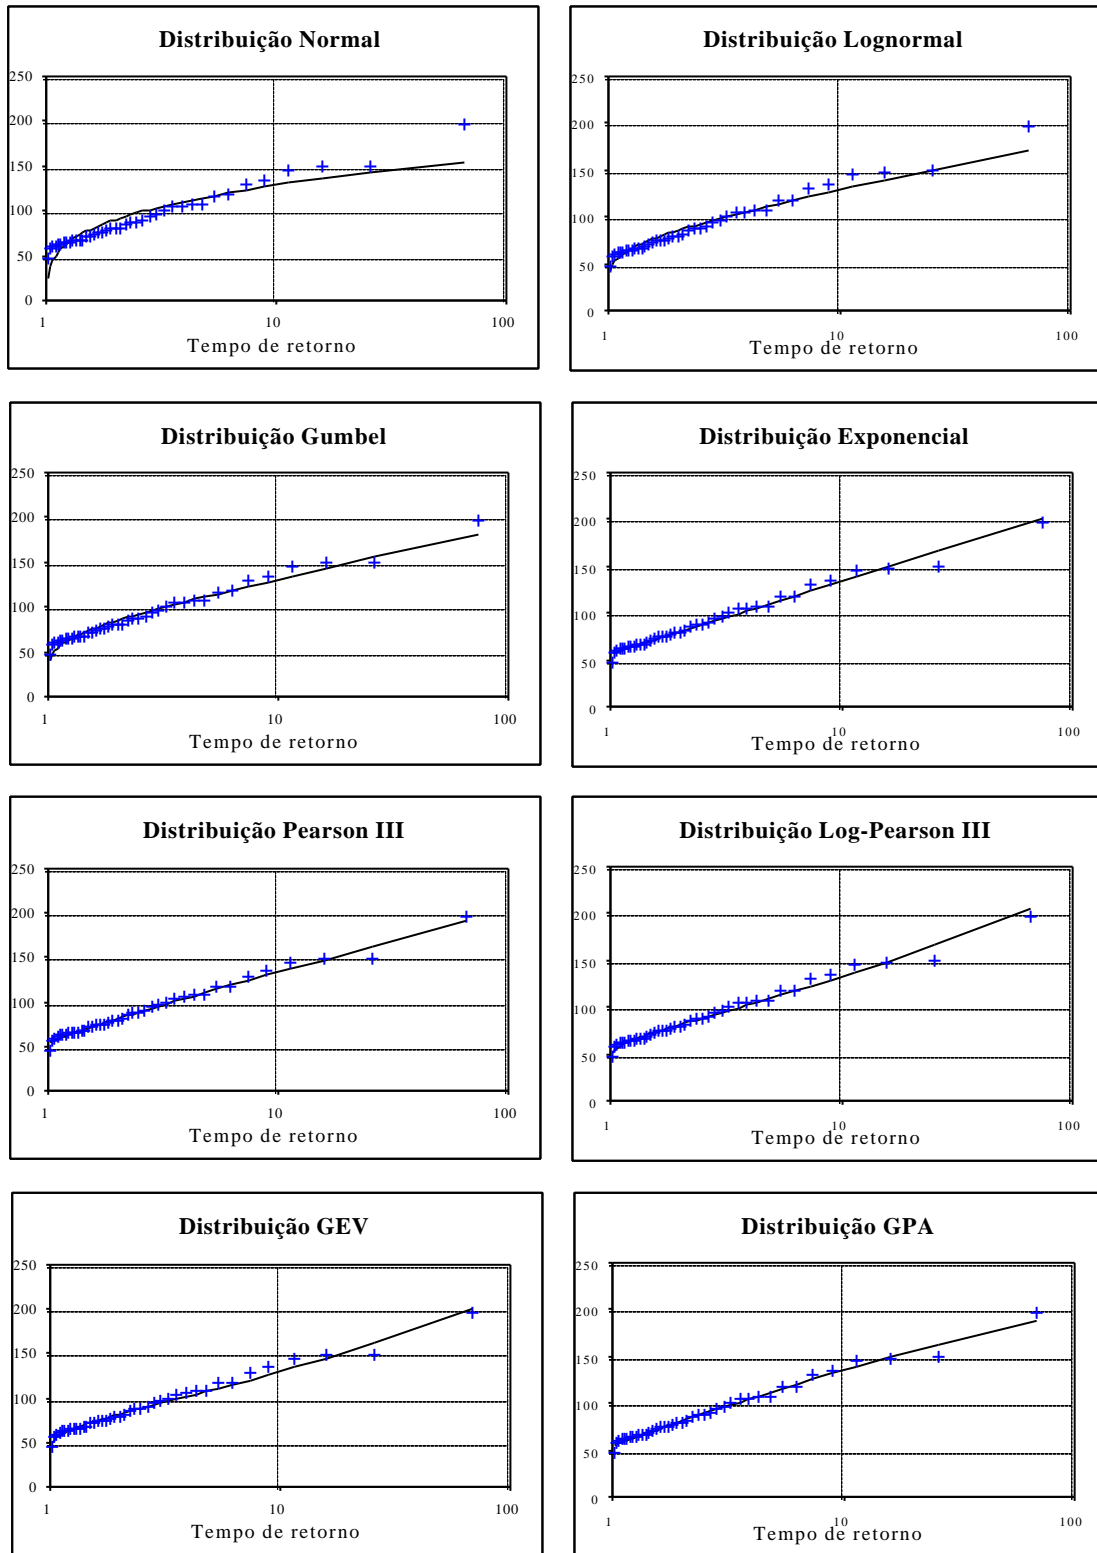 Distribuição Normal
250
200
150
100
50
0
1 10 100
Tempo de retorno
Distribuição Lognormal
250
200
150
100
50
0
1 10 100
Tempo de retorno
Distribuição Gumbel
250
200
150
100
50
0
1 10 100
Tempo de retorno
Distribuição Exponencial
250
200
150
100
50
0
1 10 100
Tempo de retorno
Distribuição Pearson III
250
200
150
100
50
0
1 10 100
Tempo de retorno
Distribuição Log-Pearson III
250
200
150
100
50
0
1 10 100
Tempo de retorno
Distribuição GEV
250
200
150
100
50
0
1 10 100
Tempo de retorno
Distribuição GPA
250
200
150
100
50
0
1 10 100
Tempo de retorno